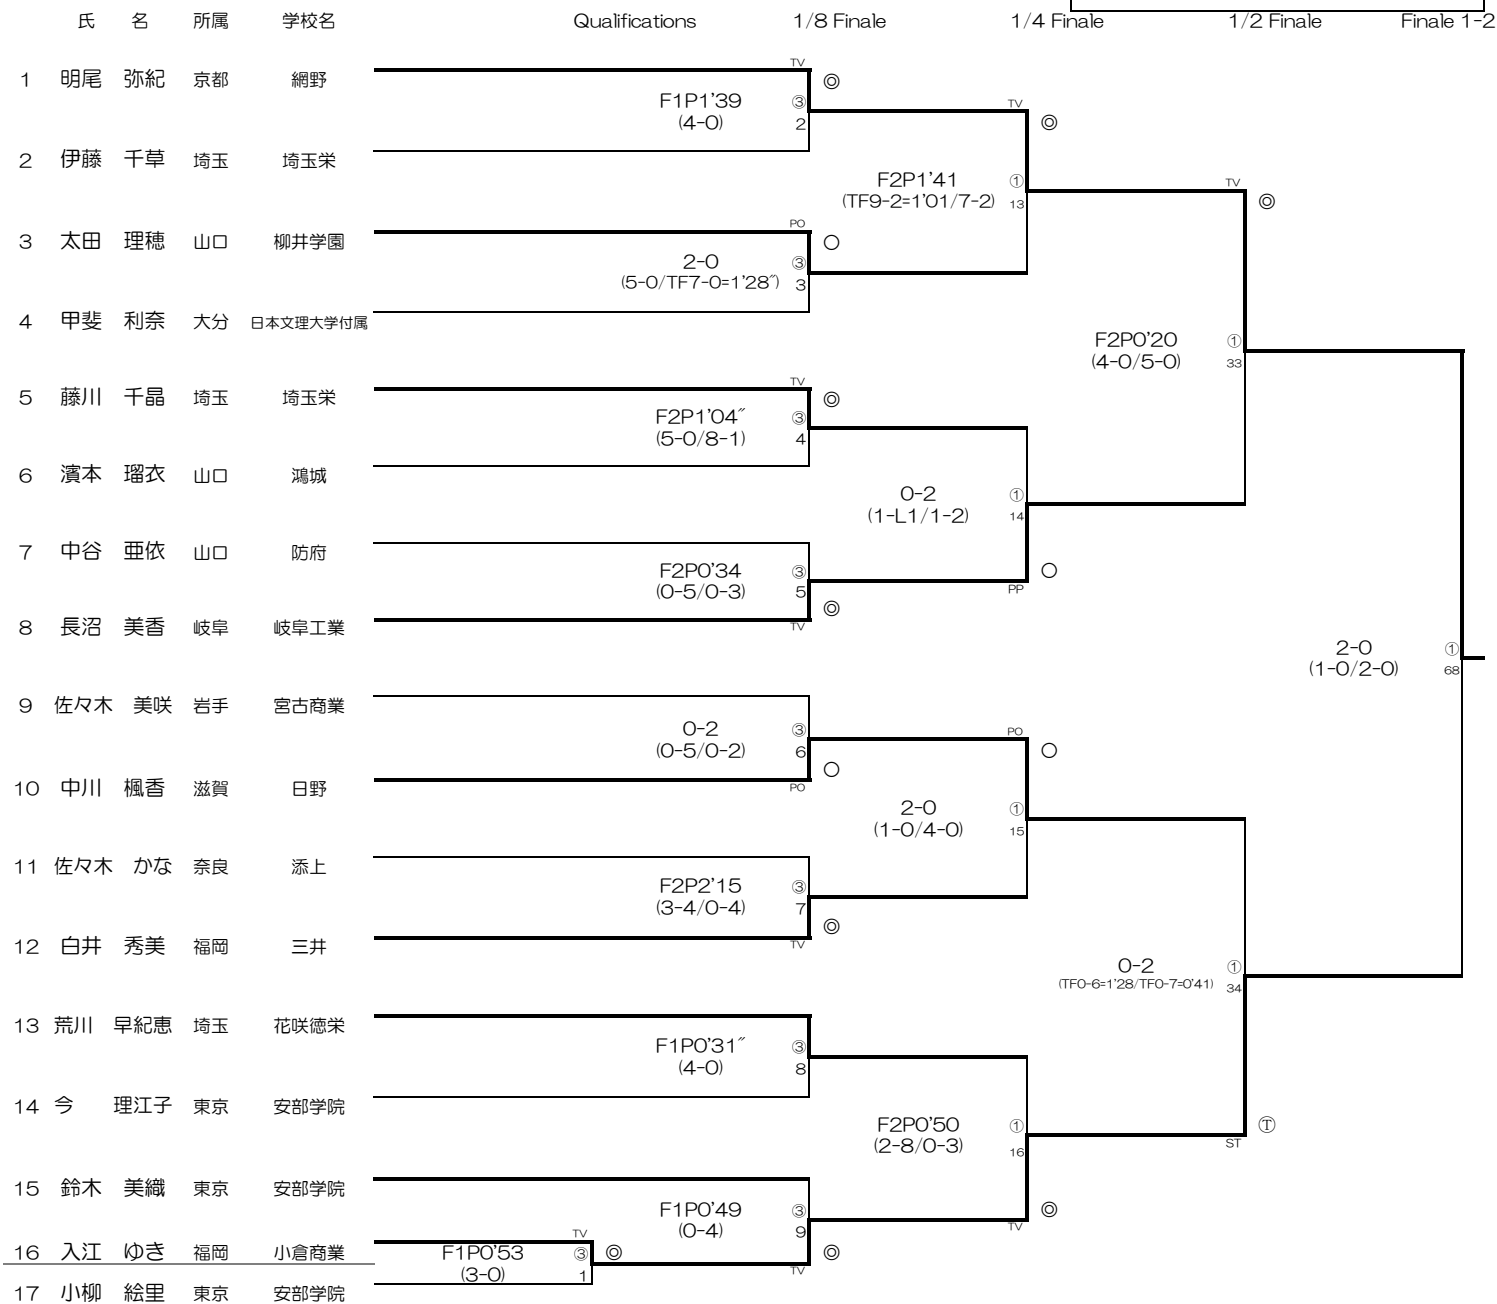 氏 名 所属 学校名 Qualifications 1/8 Finale 1/4 Finale 1/2 Finale Finale 1-2
TV
1 明尾 弥紀 京都 網野 ◎
F1P1'39 ③ TV
(4-0) 2 ◎
2 伊藤 千草 埼玉 埼玉栄
F2P1'41 ① TV
(TF9-2=1'01/7-2) 13 ◎
PO
3 太田 理穂 山口 柳井学園 ○
2-0 ③
(5-0/TF7-0=1'28″) 3
4 甲斐 利奈 大分 日本文理大学付属
F2P0'20 ①
(4-0/5-0) 33
TV
5 藤川 千晶 埼玉 埼玉栄 ◎
F2P1'04″ ③
(5-0/8-1) 4
6 濱本 瑠衣 山口 鴻城
0-2 ①
(1-L1/1-2) 14
7 中谷 亜依 山口 防府
F2P0'34 ③ ○
(0-5/0-3) 5 PP
◎
8 長沼 美香 岐阜 岐阜工業 TV
2-0 ①
(1-0/2-0) 68
9 佐々木 美咲 岩手 宮古商業
0-2 ③ PO
(0-5/0-2) 6 ○
○
10 中川 楓香 滋賀 日野 PO
2-0 ①
(1-0/4-0) 15
11 佐々木 かな 奈良 添上
F2P2'15 ③
(3-4/0-4) 7
◎
12 白井 秀美 福岡 三井 TV
0-2 ①
(TF0-6=1'28/TF0-7=0'41) 34
13 荒川 早紀恵 埼玉 花咲徳栄
F1P0'31″ ③
(4-0) 8
14 今 理江子 東京 安部学院
F2P0'50 ① Ⓣ
(2-8/0-3) 16 ST
15 鈴木 美織 東京 安部学院
F1P0'49 ③ ◎
(0-4) 9 TV
TV
16 入江 ゆき 福岡 小倉商業 F1P0'53 ③ ◎ ◎
(3-0) 1 TV
17 小柳 絵里 東京 安部学院